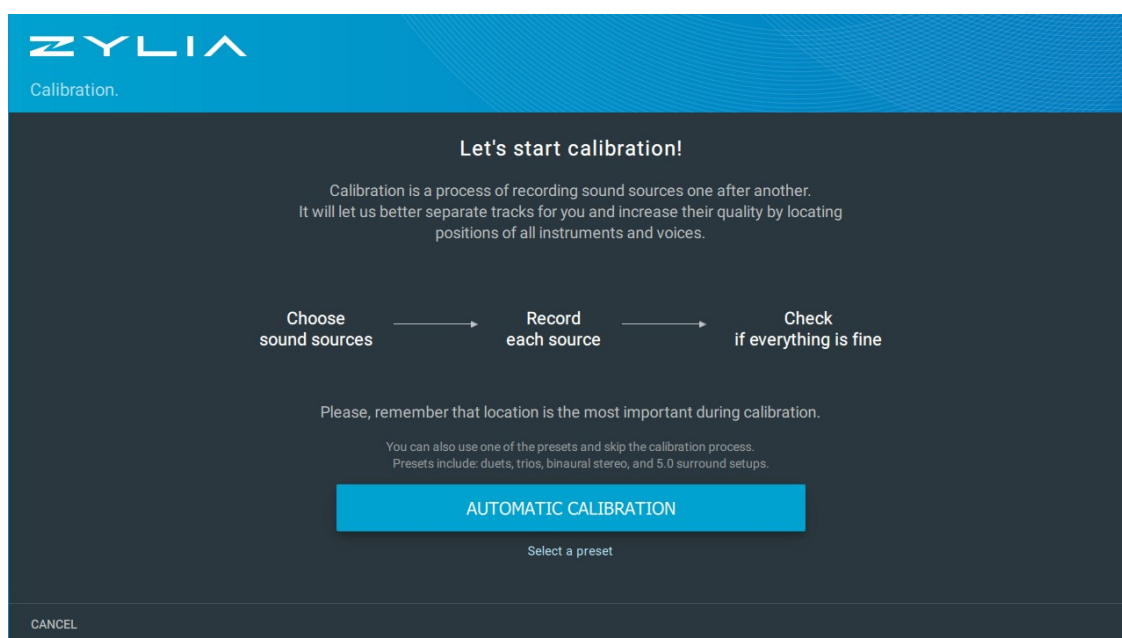 ZYLIA
Calibration.
Let's start calibration!
Calibration is a process of recording sound sources one after another.
It will let us better separate tracks for you and increase their quality by locating
positions of all instruments and voices.
Choose
sound sources
Record
each source
Check
if everything is fine
Please, remember that location is the most important during calibration.
You can also use one of the presets and skip the calibration process.
Presets include: duets, trios, binaural stereo, and 5.0 surround setups.
AUTOMATIC CALIBRATION
Select a preset
CANCEL